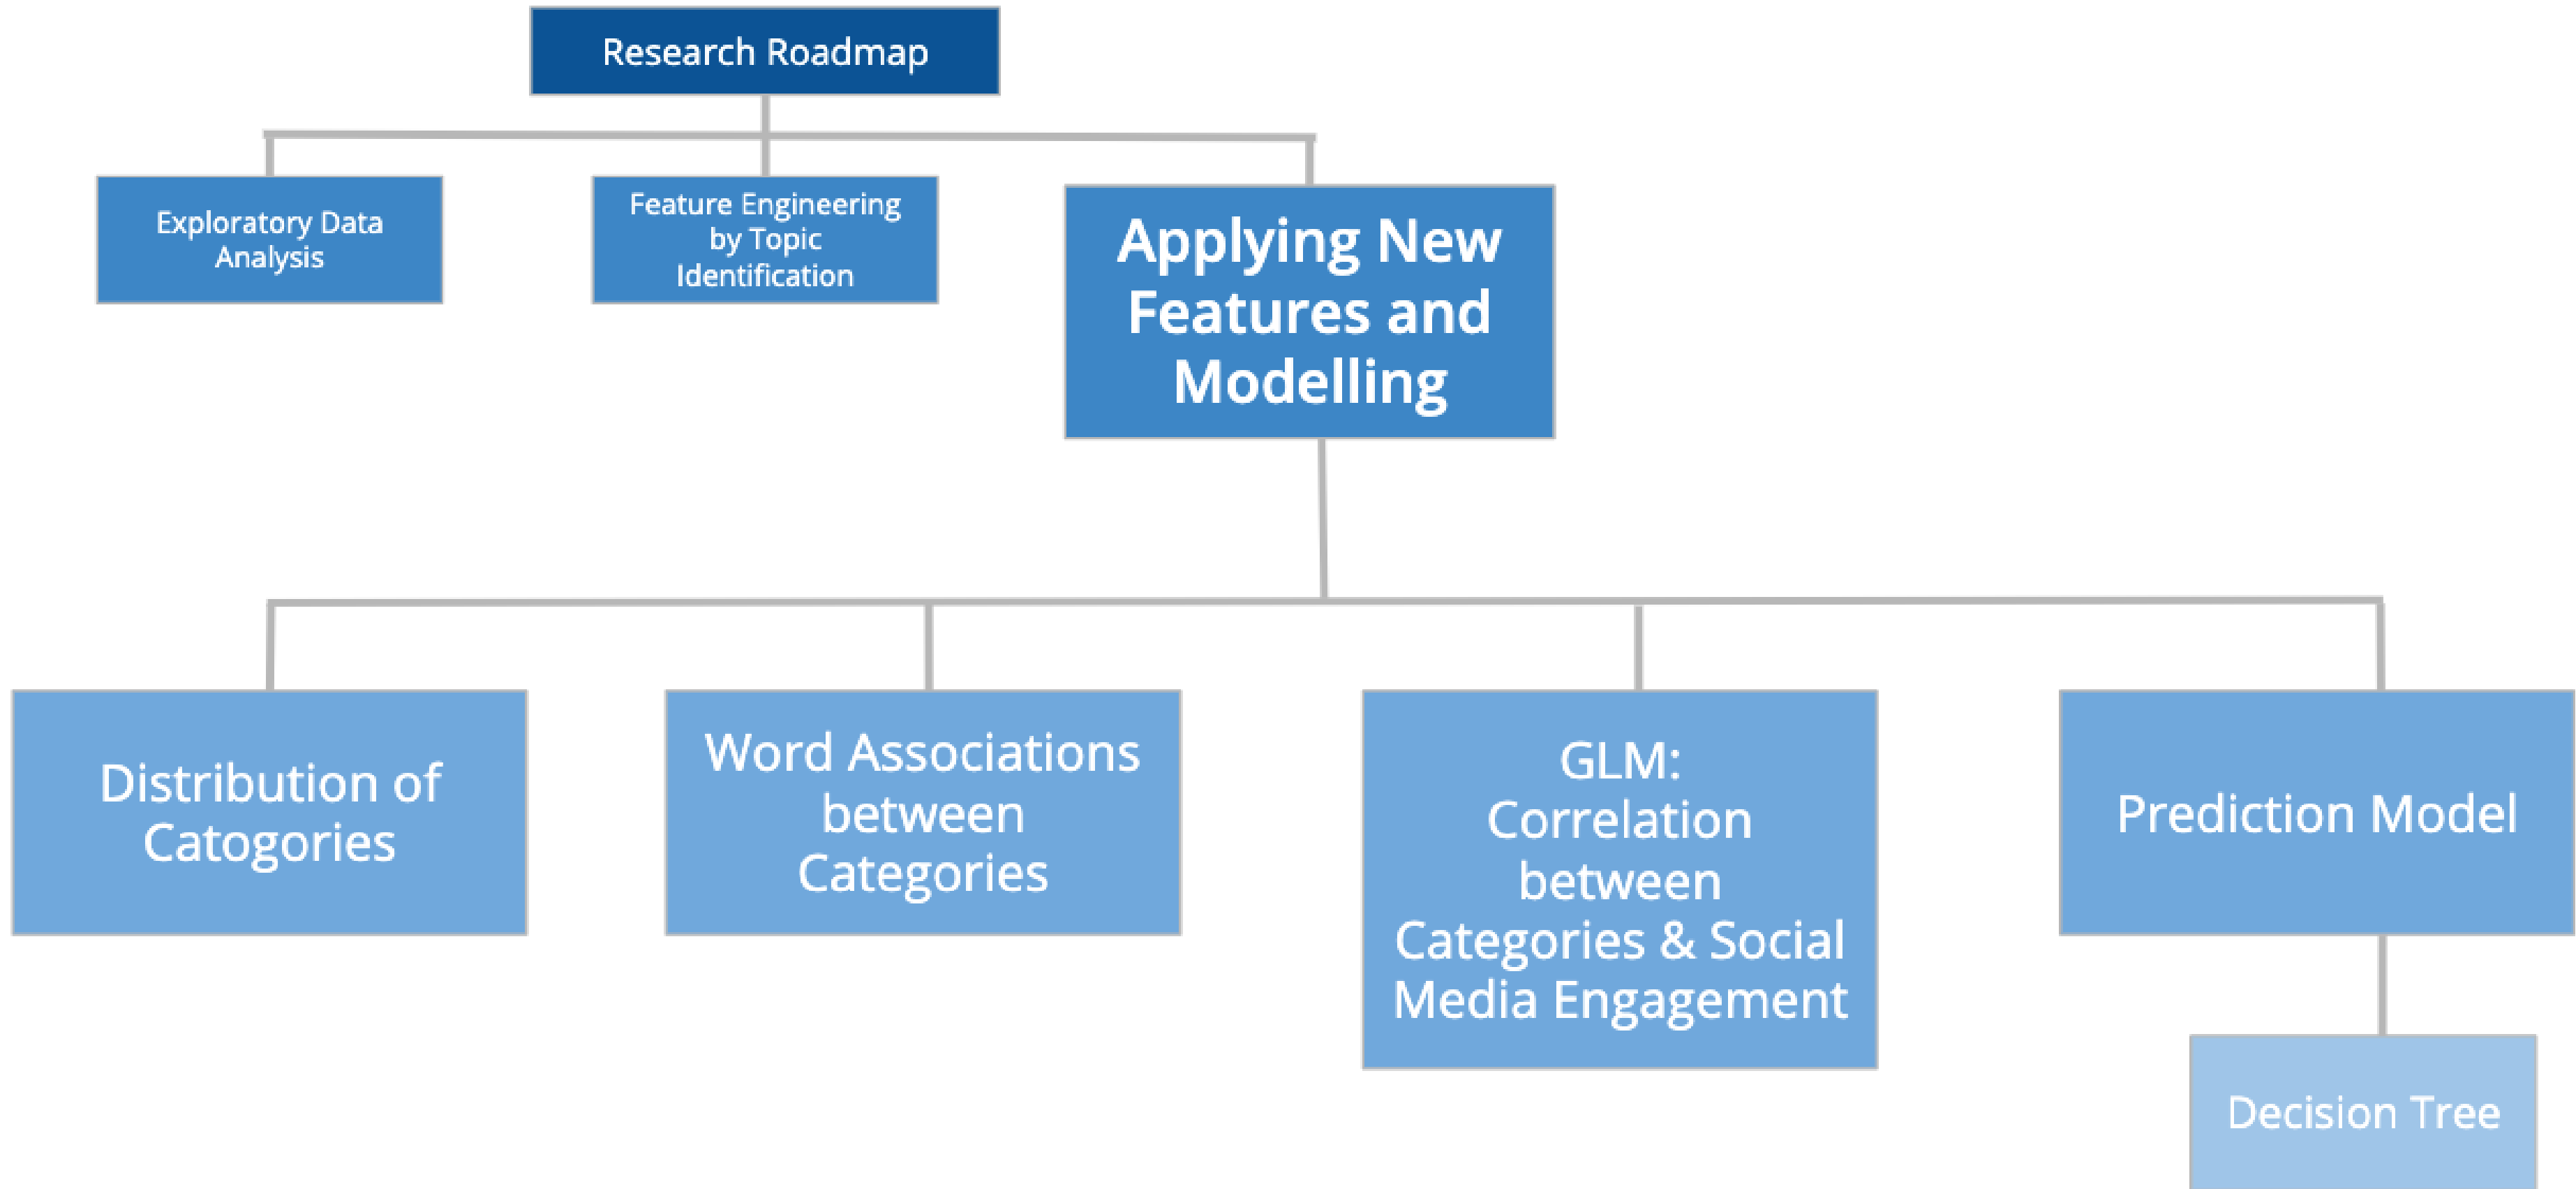 Research Roadmap
Exploratory Data
Analysis
Feature Engineering
by Topic
Identification
Applying New
Features and
Modelling
Distribution of
Catogories
Word Associations
between
Categories
GLM:
Correlation
between
Categories & Social
Media Engagement
Prediction Model
Decision Tree